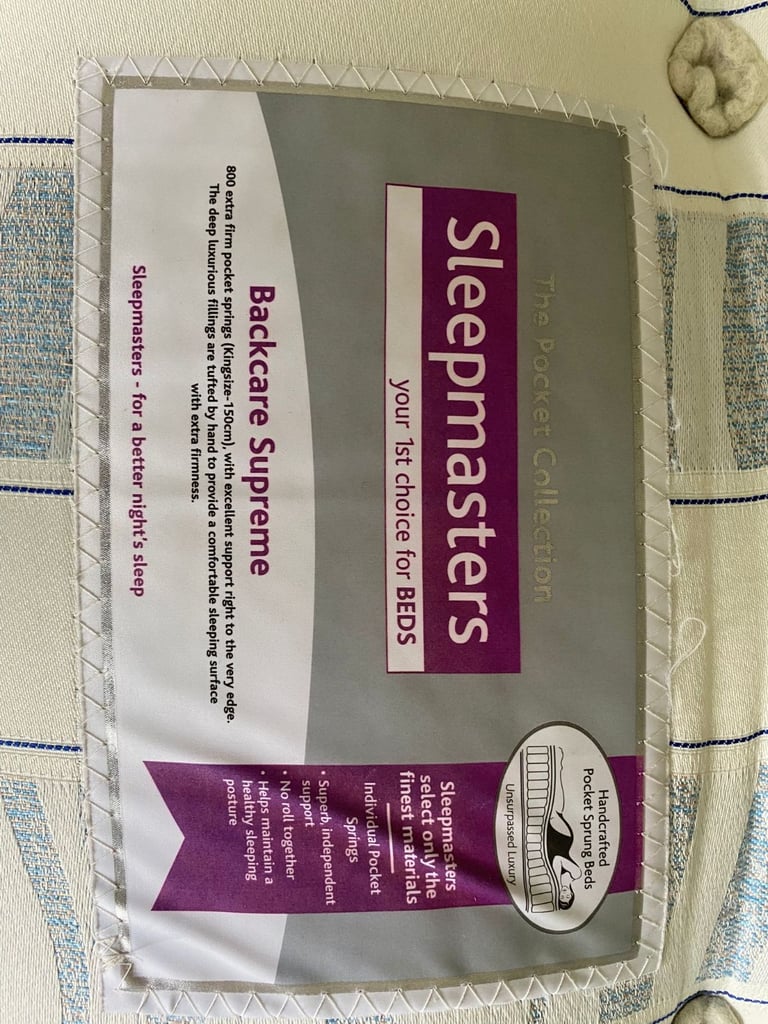 The Pocket Collection
Sleepmasters
your 1st choice for BEDS
Backcare Supreme
800 extra firm pocket springs (Kingsize-150cm) with excellent support right to the very edge.
The deep luxurious fillings are tufted by hand to provide a comfortable sleeping surface
with extra firmness.
Sleepmasters - for a better night's sleep
Handcrafted
Pocket Sprung Beds
Unsurpassed Luxury
Sleepmasters
select only the
finest materials
Individual Pocket
Springs
• Superb, independent
support
• No roll together
• Helps maintain a
healthy sleeping
posture